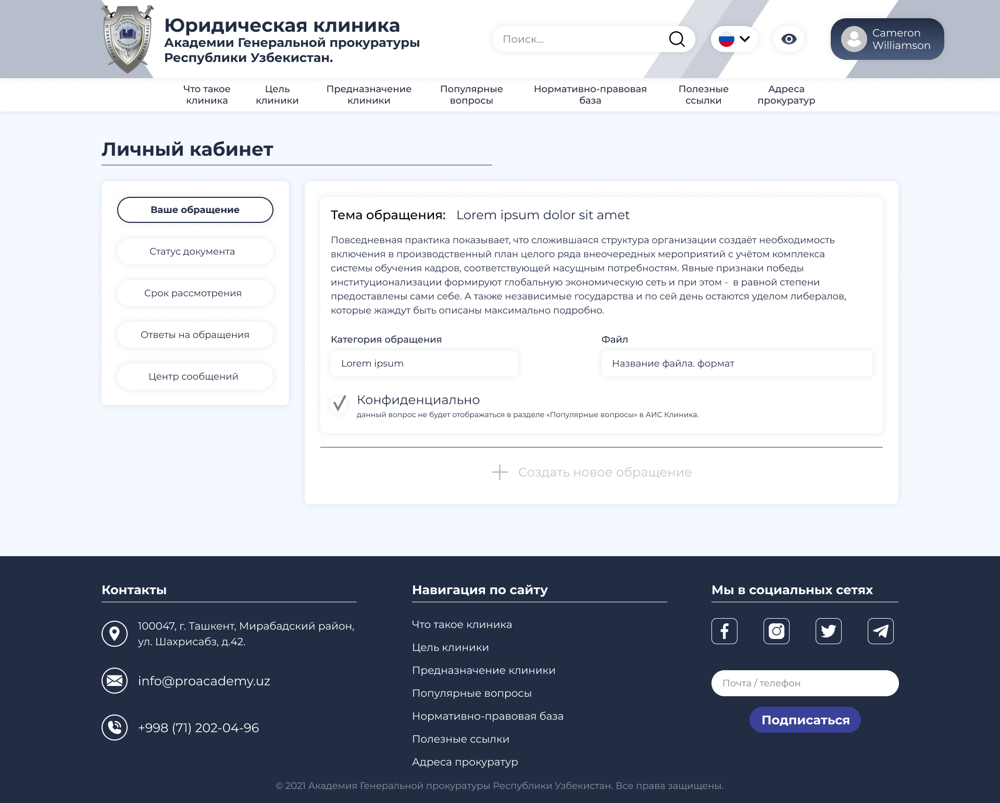 O'ZBEKISTON
RESPUBLIKASI
AKADEMIYASI
Юридическая клиника
Академии Генеральной прокуратуры
Республики Узбекистан.
Поиск...
Cameron
Williamson
Что такое
клиника
Цель
клиники
Предназначение
клиники
Популярные
вопросы
Нормативно-правовая
база
Полезные
ссылки
Адреса
прокуратур
Личный кабинет
Ваше обращение
Статус документа
Срок рассмотрения
Ответы на обращения
Центр сообщений
Тема обращения: Lorem ipsum dolor sit amet
Повседневная практика показывает, что сложившаяся структура организации создаёт необходимость
включения в производственный план целого ряда внеочередных мероприятий с учётом комплекса
системы обучения кадров, соответствующей насущным потребностям. Явные признаки победы
институционализации формируют глобальную экономическую сеть и при этом - в равной степени
предоставлены сами себе. А также независимые государства и по сей день остаются уделом либералов,
которые жаждут быть описаны максимально подробно.
Категория обращения
Lorem ipsum
Файл
Название файла. формат
Конфиденциально
данный вопрос не будет отображаться в разделе «Популярные вопросы» в АИС Клиника.
Создать новое обращение
Контакты
100047, г. Ташкент, Мирабадский район,
ул. Шахрисабз, д.42.
info@proacademy.uz
+998 (71) 202-04-96
Навигация по сайту
Что такое клиника
Цель клиники
Предназначение клиники
Популярные вопросы
Нормативно-правовая база
Полезные ссылки
Адреса прокуратур
Мы в социальных сетях
Почта / телефон
Подписаться
© 2021 Академия Генеральной прокуратуры Республики Узбекистан. Все права защищены.